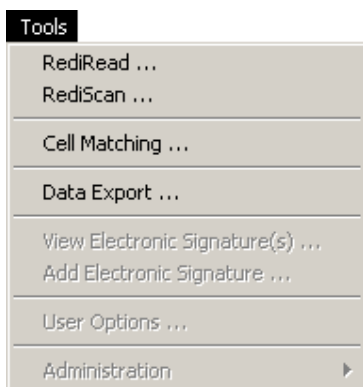 Tools
RediRead ...
RediScan ...
Cell Matching ...
Data Export ...
View Electronic Signature(s) ...
Add Electronic Signature ...
User Options ...
Administration